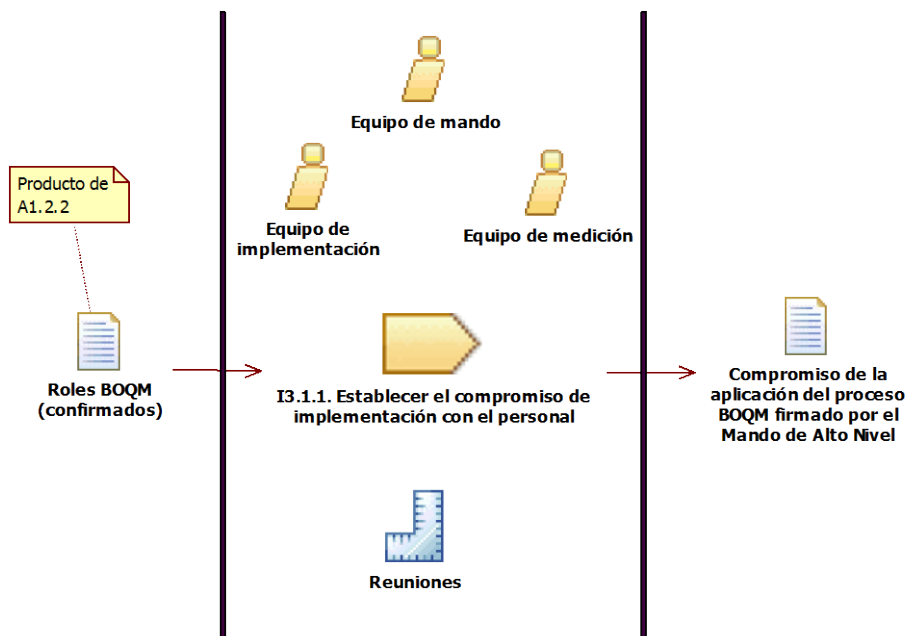 Equipo de mando
Producto de
A1.2.2
Equipo de
implementación
Equipo de medición
Roles BOQM
(confirmados)
I3.1.1. Establecer el compromiso de
implementación con el personal
Compromiso de la
aplicación del proceso
BOQM firmado por el
Mando de Alto Nivel
Reuniones